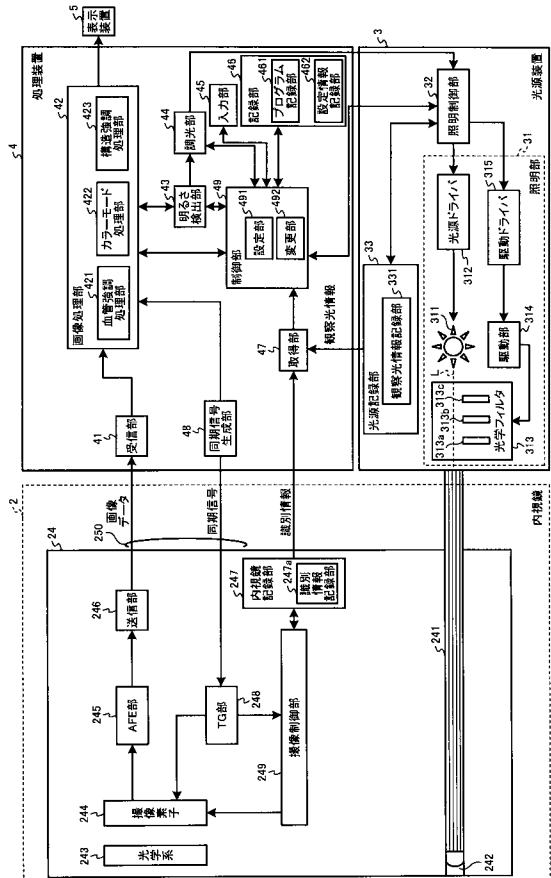 5
表示装置
4
処理装置
42
画像処理部
421
血管強調
処理部
422
カラーモード
処理部
423
構造強調
処理部
43
明るさ
検出部
44
調光部
45
入力部
46
記録部
461
プログラム
記録部
462
設定情報
記録部
49
制御部
491
設定部
492
変更部
41
受信部
48
同期信号
生成部
47
取得部
観察光情報
3
光源装置
32
照明制御部
31
照明部
33
光源記録部
331
観察光情報記録部
光源ドライバ
312
315
駆動ドライバ
311
L
314
駆動部
313a
313b
313c
光学フィルタ
313
2
内視鏡
画像
データ
250
同期信号
識別情報
24
246
送信部
245
AFE部
244
撮像素子
243
光学系
247
内視鏡
記録部
247a
識別
情報
記録部
TG部
248
249
撮像制御部
241
242